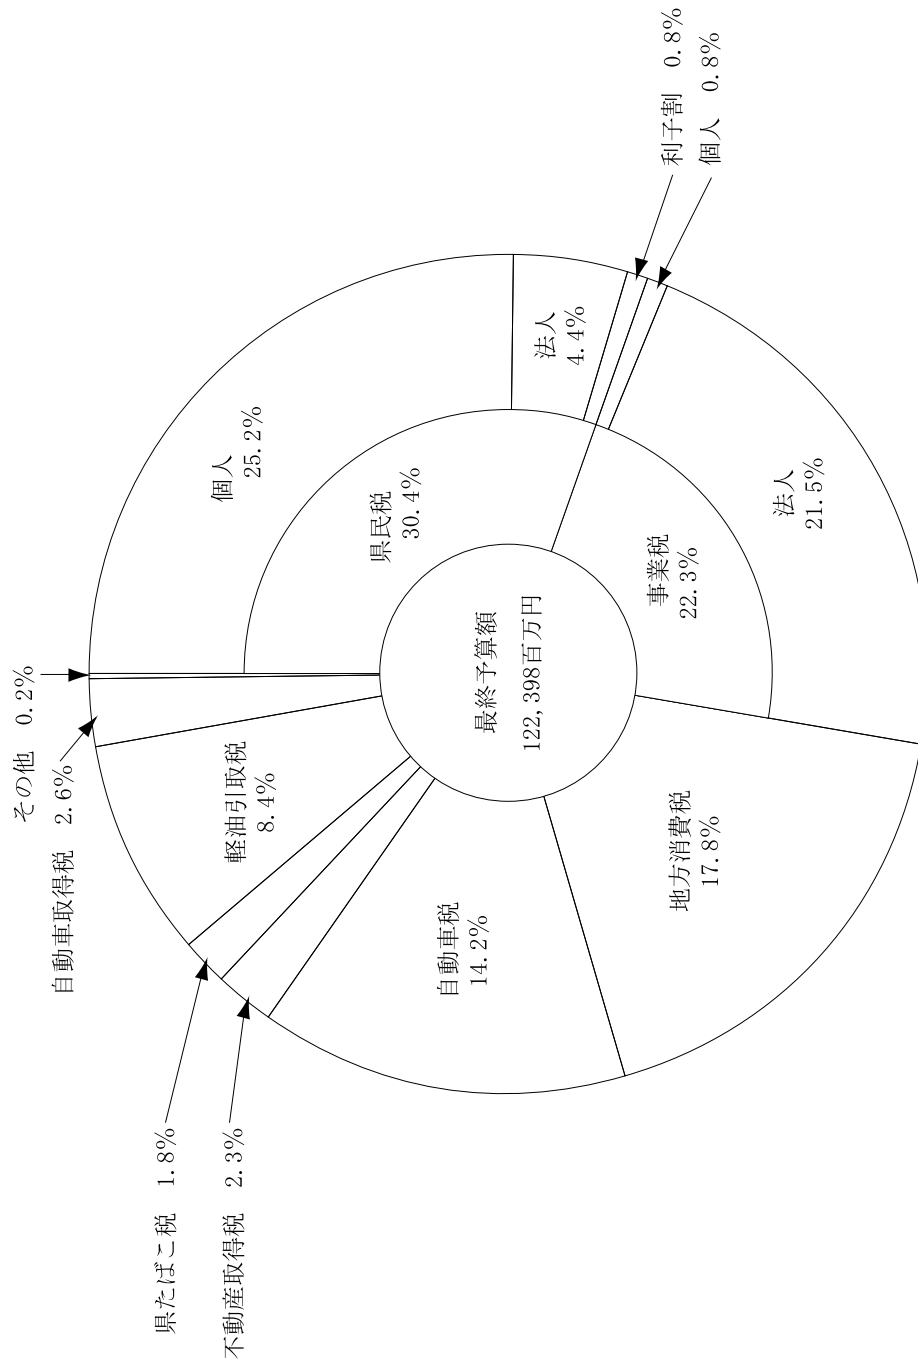 最終予算額
122,398百万円
県民税
30.4%
個人
25.2%
法人
4.4%
利子割 0.8%
個人 0.8%
事業税
22.3%
法人
21.5%
地方消費税
17.8%
自動車税
14.2%
不動産取得税 2.3%
県たばこ税 1.8%
軽油引取税
8.4%
自動車取得税 2.6%
その他 0.2%